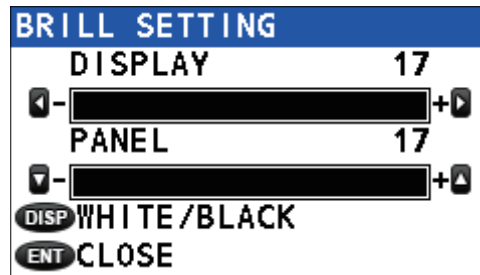 BRILL SETTING
DISPLAY 17
- +
PANEL 17
- +
DISP WHITE/BLACK
ENT CLOSE